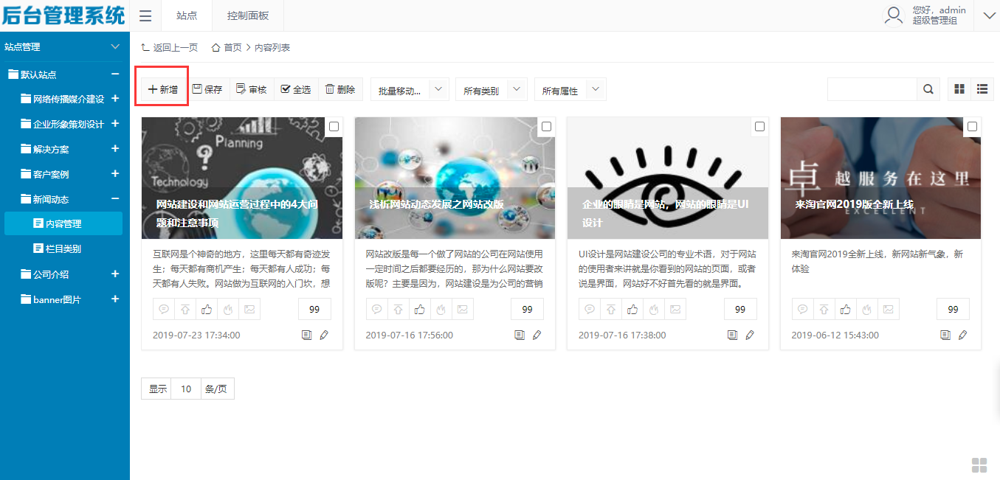 后台管理系统
站点
控制面板
您好，admin
超级管理组
站点管理
默认站点
网络传播媒介建设
企业形象策划设计
解决方案
客户案例
新闻动态
内容管理
栏目类别
公司介绍
banner图片
返回上一页 首页 内容列表
新增 保存 审核 全选 删除 批量移动... 所有类别 所有属性
Planning
Technology
网站建设和网站运营过程中的4大问
题和注意事项
互联网是个神奇的地方，这里每天都有奇迹发
生；每天都有商机产生；每天都有人成功；每
天都有人失败。网站做为互联网的入门坎，想
99
2019-07-23 17:34:00
浅析网站动态发展之网站改版
网站改版是每一个做了网站的公司在网站使用
一定时间之后都要经历的，那为什么网站要改
版呢？主要是因为，网站建设是为公司的营销
99
2019-07-16 17:56:00
企业的眼睛是网站，网站的眼睛是UI
设计
UI设计是网站建设公司的专业术语，对于网站
的使用者来讲就是你看到的网站的页面，或者
说是界面，网站好不好首先看的就是界面。
99
2019-07-16 17:38:00
卓越服务在这里
EXCELLENT
来淘官网2019版全新上线
来淘官网2019全新上线，新网站新气象，新
体验
99
2019-06-12 15:43:00
显示 10 条/页